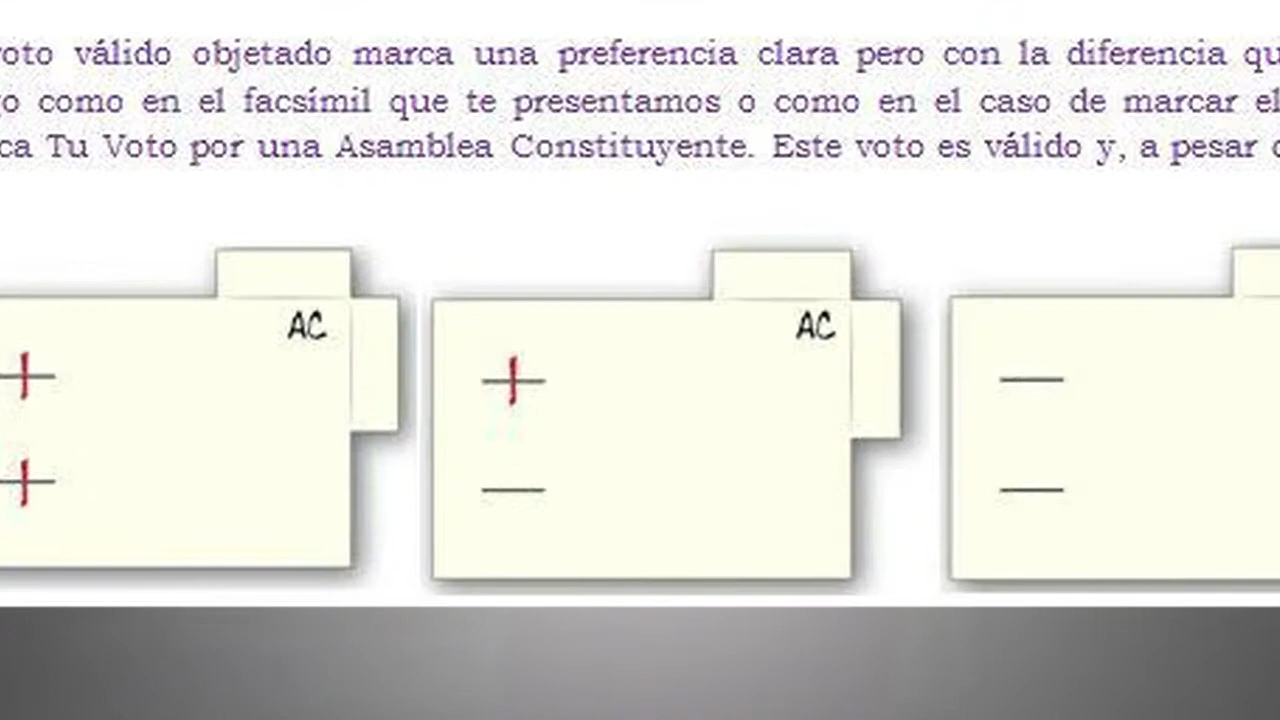 voto válido objetado marca una preferencia clara pero con la diferencia
como en el facsímil que te presentamos o como en el caso de marcar el
Tu Voto por una Asamblea Constituyente. Este voto es válido y, a pesar
AC
AC